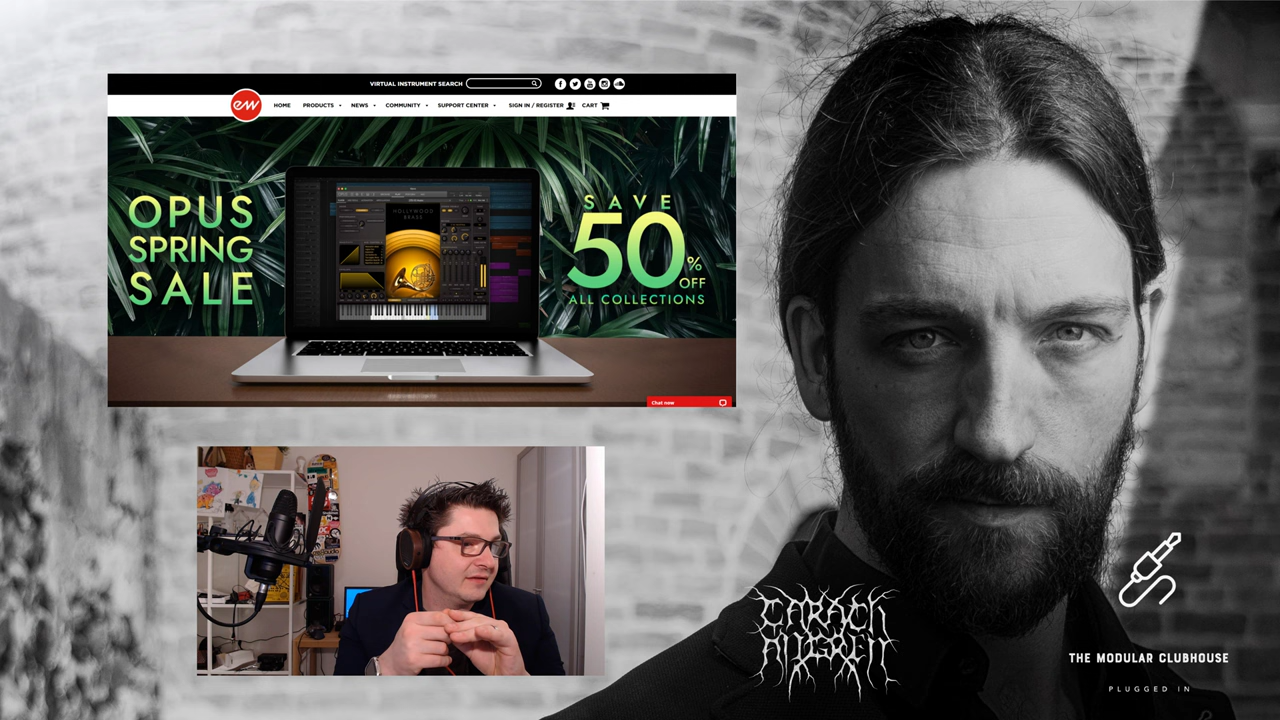 VIRTUAL INSTRUMENT SEARCH
ew
HOME PRODUCTS NEWS COMMUNITY SUPPORT CENTER SIGN IN / REGISTER CART
OPUS
SPRING
SALE
HOLLYWOOD
BRASS
SAVE
50%
OFF
ALL COLLECTIONS
Chat now
CARACH
ANGREN
THE MODULAR CLUBHOUSE
PLUGGED IN